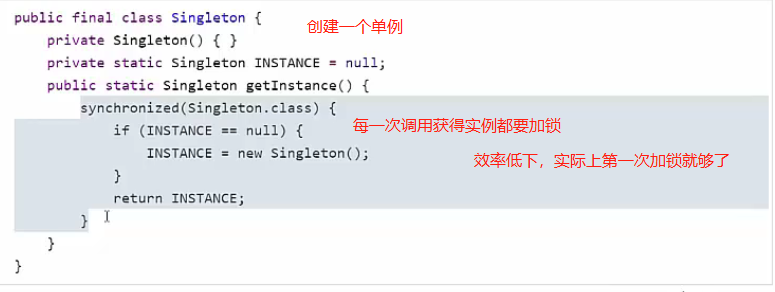 public final class Singleton {
创建一个单例
private Singleton() { }
private static Singleton INSTANCE = null;
public static Singleton getInstance() {
synchronized(Singleton.class) {
if (INSTANCE == null) {
每一次调用获得实例都要加锁
INSTANCE = new Singleton();
效率低下，实际上第一次加锁就够了
}
return INSTANCE;
}
}
}